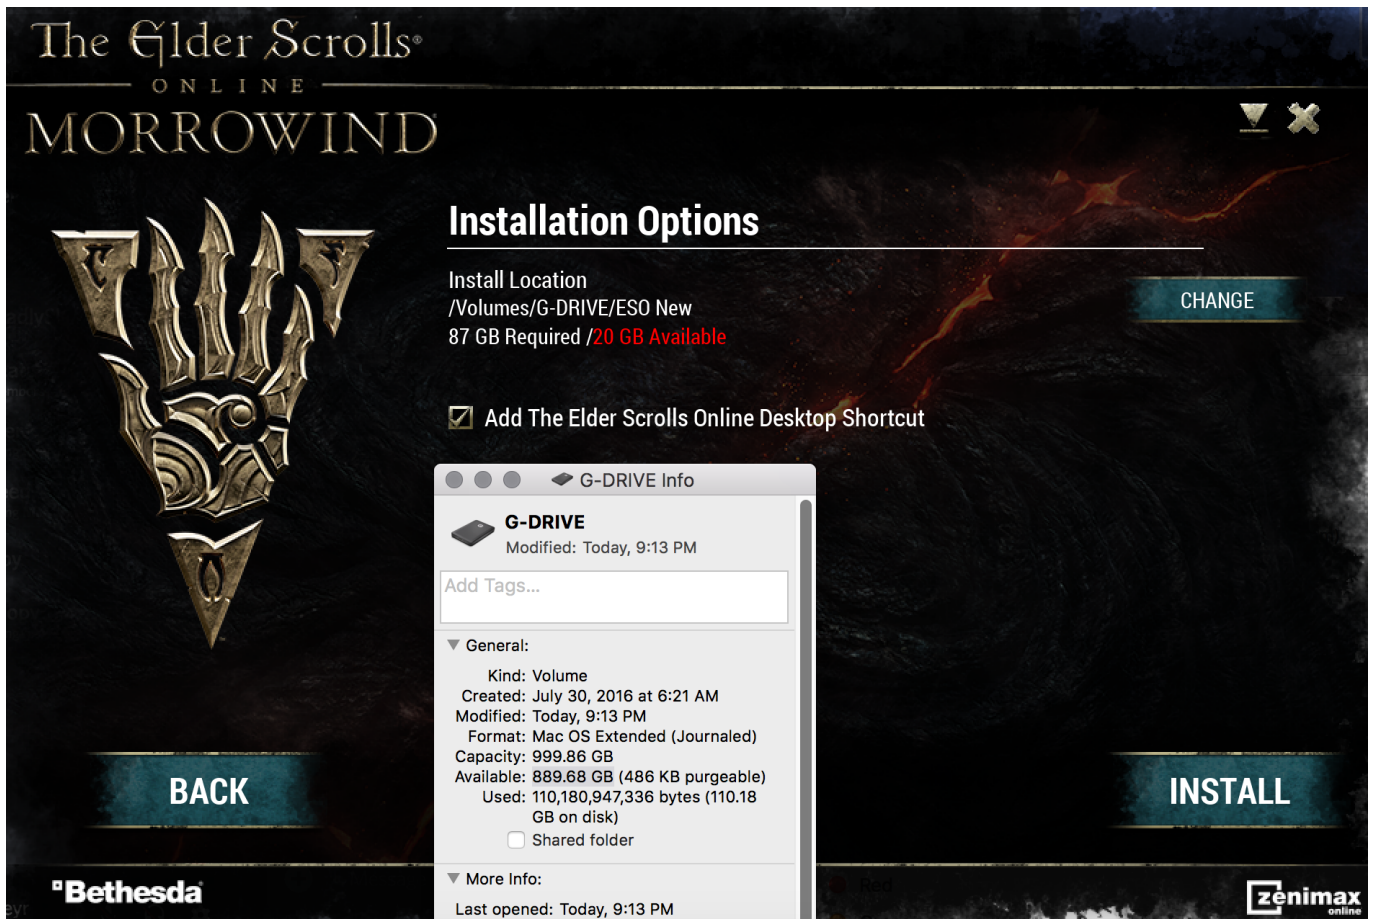 The Elder Scrolls®
ONLINE
MORROWIND
Installation Options
Install Location
/Volumes/G-DRIVE/ESO New
87 GB Required /20 GB Available
CHANGE
Add The Elder Scrolls Online Desktop Shortcut
G-DRIVE Info
G-DRIVE
Modified: Today, 9:13 PM
Add Tags...
General:
Kind: Volume
Created: July 30, 2016 at 6:21 AM
Modified: Today, 9:13 PM
Format: Mac OS Extended (Journaled)
Capacity: 999.86 GB
Available: 889.68 GB (486 KB purgeable)
Used: 110,180,947,336 bytes (110.18
GB on disk)
Shared folder
More Info:
Last opened: Today, 9:13 PM
BACK
INSTALL
Bethesda
Red
zenimax
online